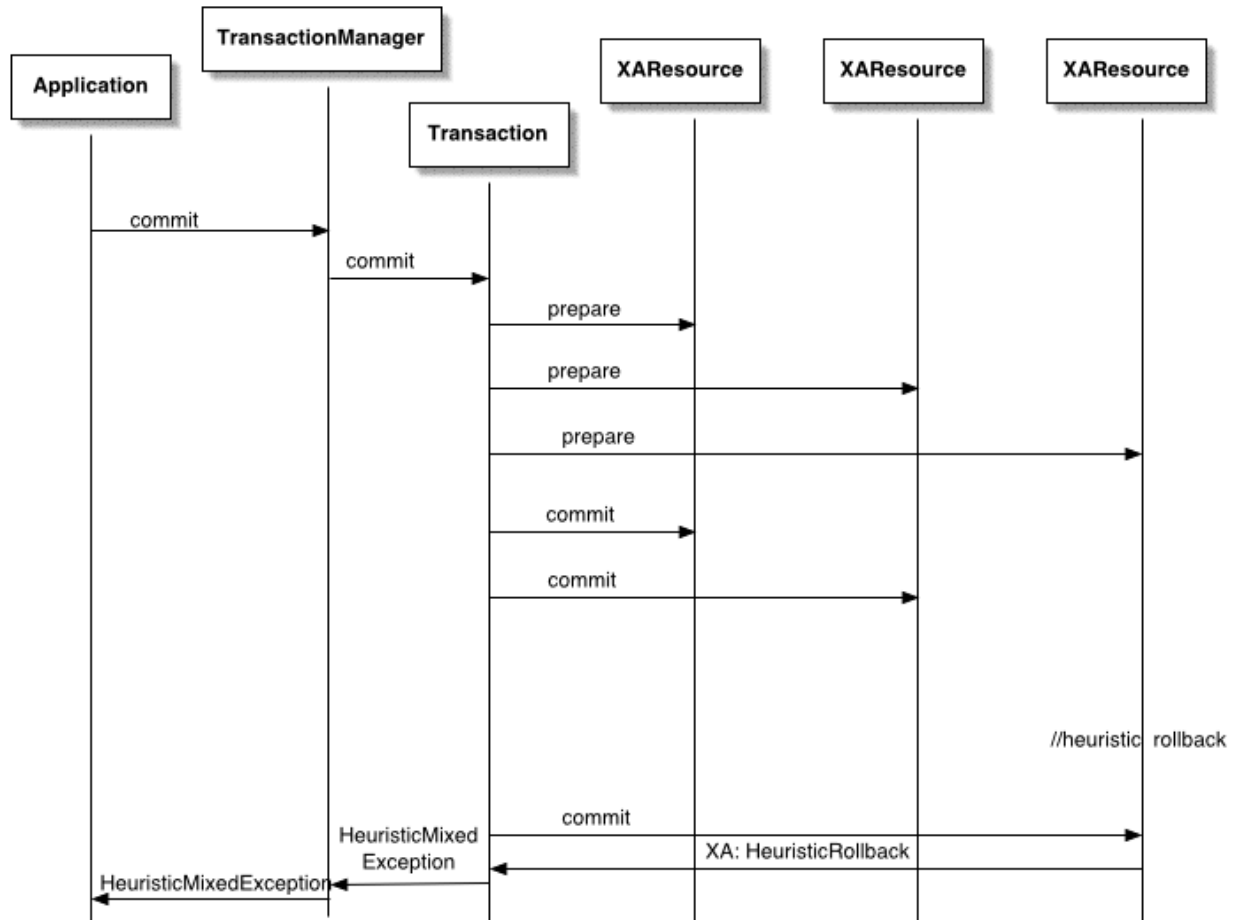 TransactionManager
Application
XAResource
XAResource
XAResource
Transaction
commit
commit
prepare
prepare
prepare
commit
commit
//heuristic rollback
commit
HeuristicMixed
Exception
XA: HeuristicRollback
HeuristicMixedException